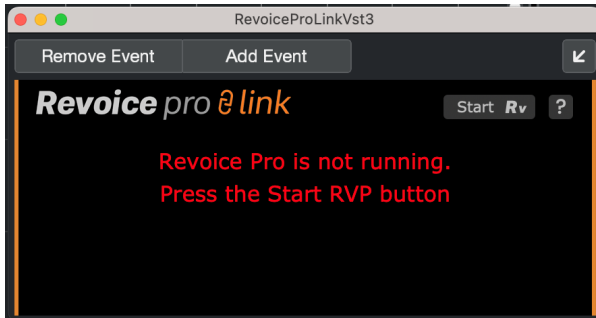 RevoiceProLinkVst3
Remove Event Add Event
Revoice pro link Start Rv ?
Revoice Pro is not running.
Press the Start RVP button